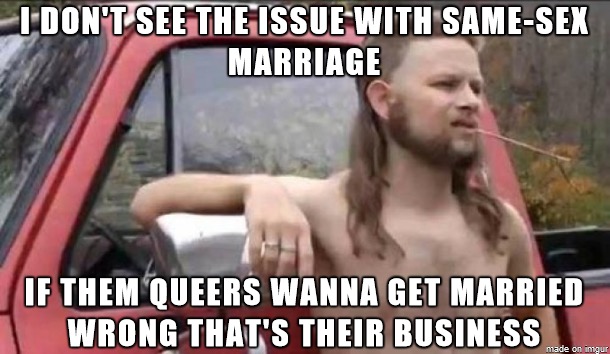 I DON'T SEE THE ISSUE WITH SAME-SEX
MARRIAGE
IF THEM QUEERS WANNA GET MARRIED
WRONG THAT'S THEIR BUSINESS
made on imgur